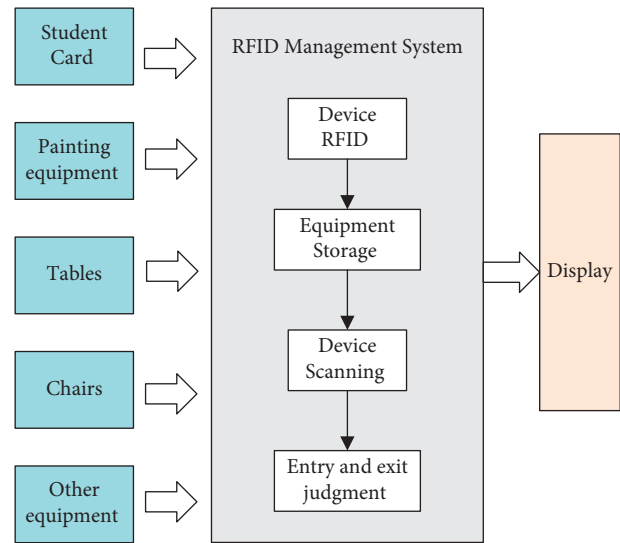 Student
Card
Painting
equipment
Tables
Chairs
Other
equipment
RFID Management System
Device
RFID
Equipment
Storage
Device
Scanning
Entry and exit
judgment
Display